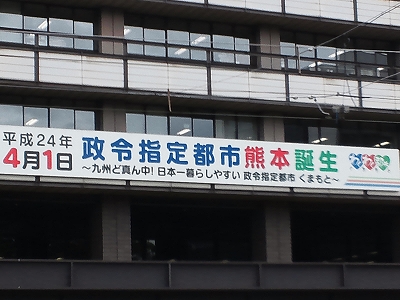 平成24年
4月1日
政令指定都市熊本誕生
~九州ど真ん中!日本一暮らしやすい 政令指定都市 くまもと~